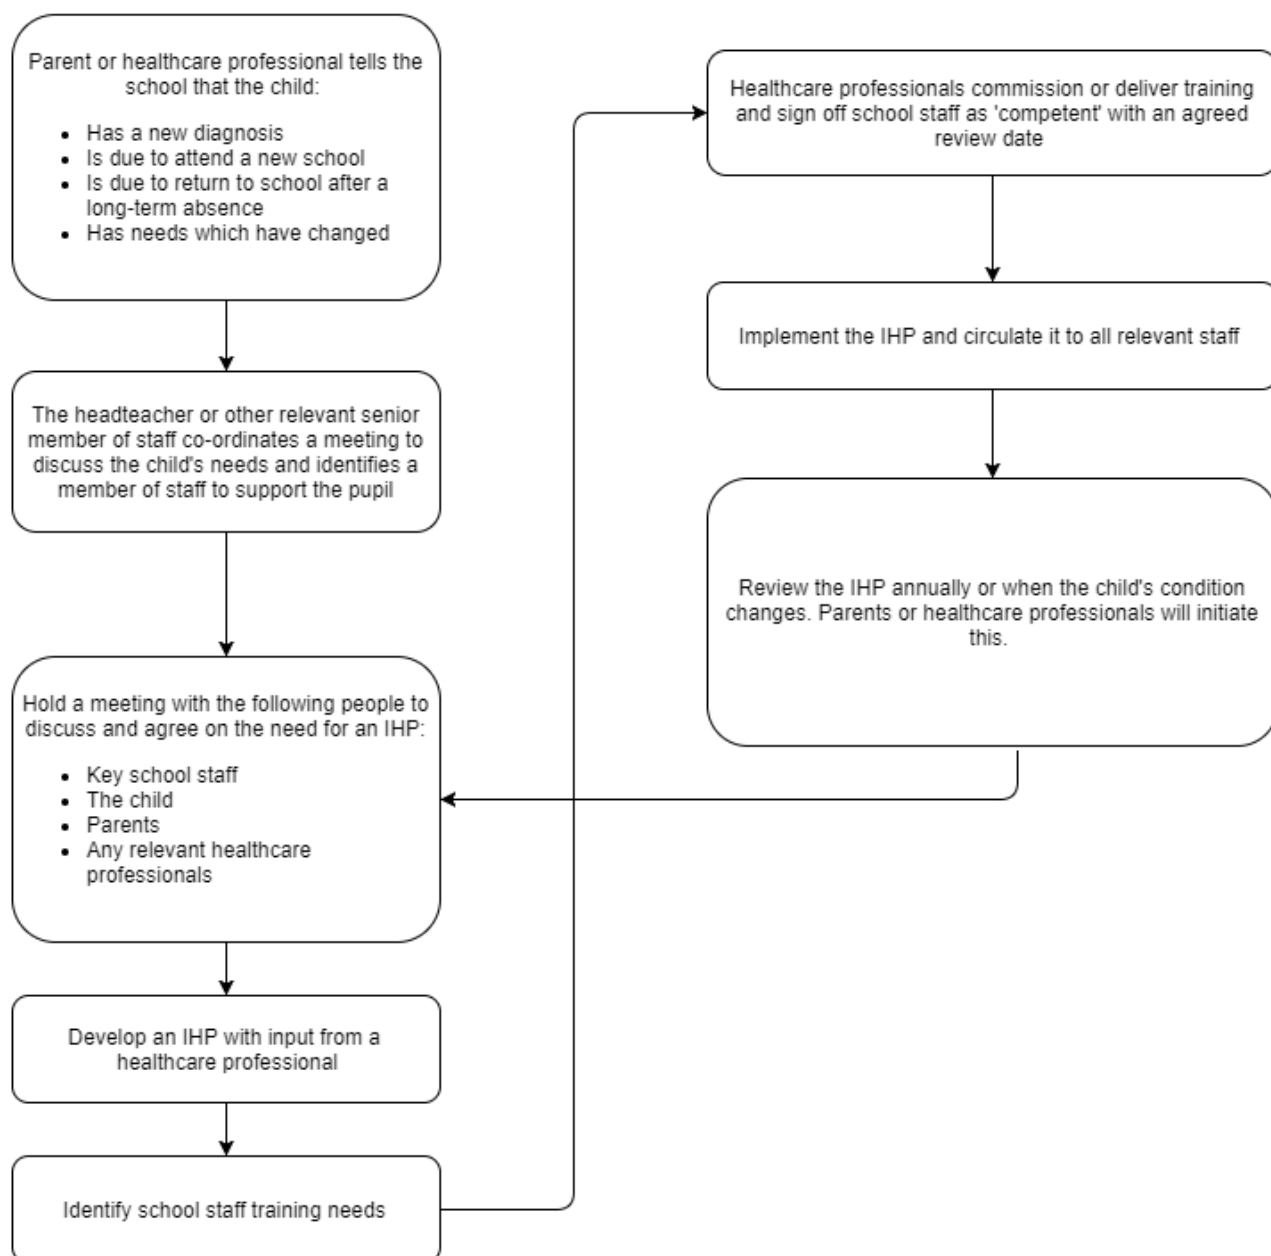 Parent or healthcare professional tells the
school that the child:
• Has a new diagnosis
• Is due to attend a new school
• Is due to return to school after a
long-term absence
• Has needs which have changed
The headteacher or other relevant senior
member of staff co-ordinates a meeting to
discuss the child's needs and identifies a
member of staff to support the pupil
Hold a meeting with the following people to
discuss and agree on the need for an IHP:
• Key school staff
• The child
• Parents
• Any relevant healthcare
professionals
Develop an IHP with input from a
healthcare professional
Identify school staff training needs
Healthcare professionals commission or deliver training
and sign off school staff as 'competent' with an agreed
review date
Implement the IHP and circulate it to all relevant staff
Review the IHP annually or when the child's condition
changes. Parents or healthcare professionals will initiate
this.